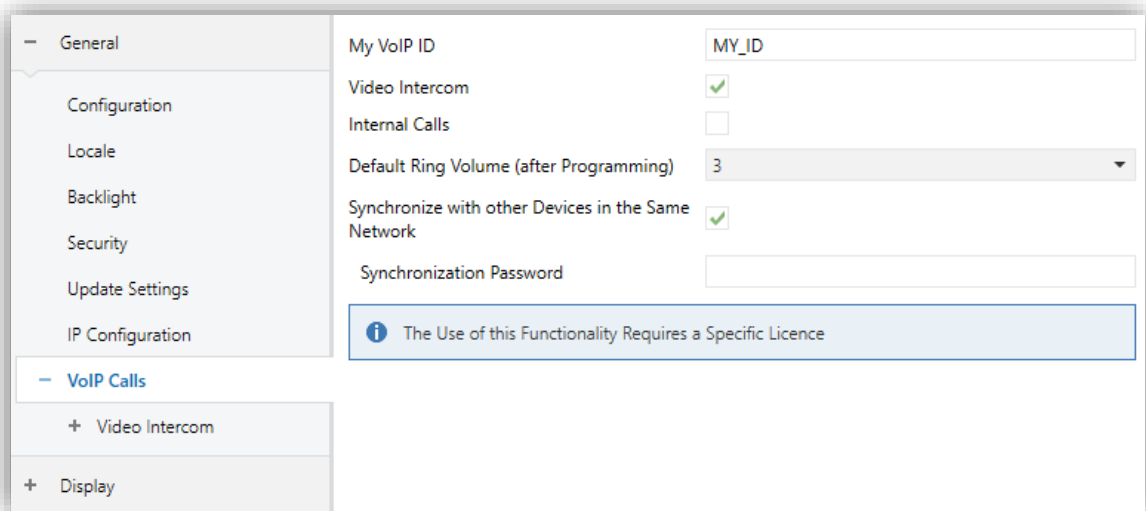 General
Configuration
Locale
Backlight
Security
Update Settings
IP Configuration
VoIP Calls
Video Intercom
Display
My VoIP ID
MY_ID
Video Intercom
Internal Calls
Default Ring Volume (after Programming)
3
Synchronize with other Devices in the Same
Network
Synchronization Password
The Use of this Functionality Requires a Specific Licence